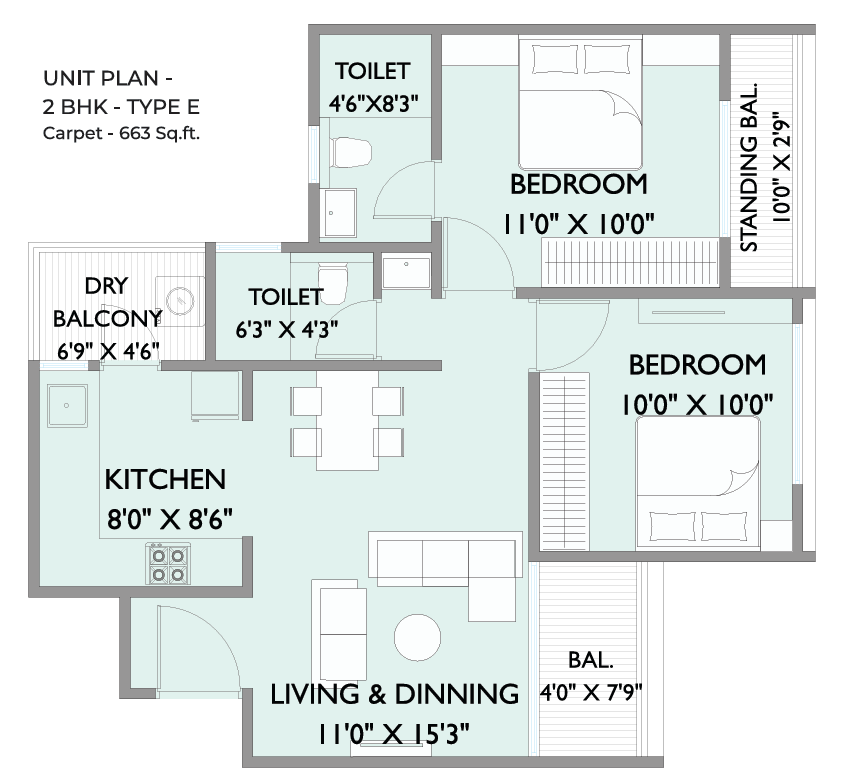 UNIT PLAN -
2 BHK - TYPE E
Carpet - 663 Sq.ft.
TOILET
4'6"X8'3"
BEDROOM
11'0" X 10'0"
STANDING BAL.
10'0" X 2'9"
DRY
BALCONY
6'9" X 4'6"
TOILET
6'3" X 4'3"
BEDROOM
10'0" X 10'0"
KITCHEN
8'0" X 8'6"
LIVING & DINNING
11'0" X 15'3"
BAL.
4'0" X 7'9"